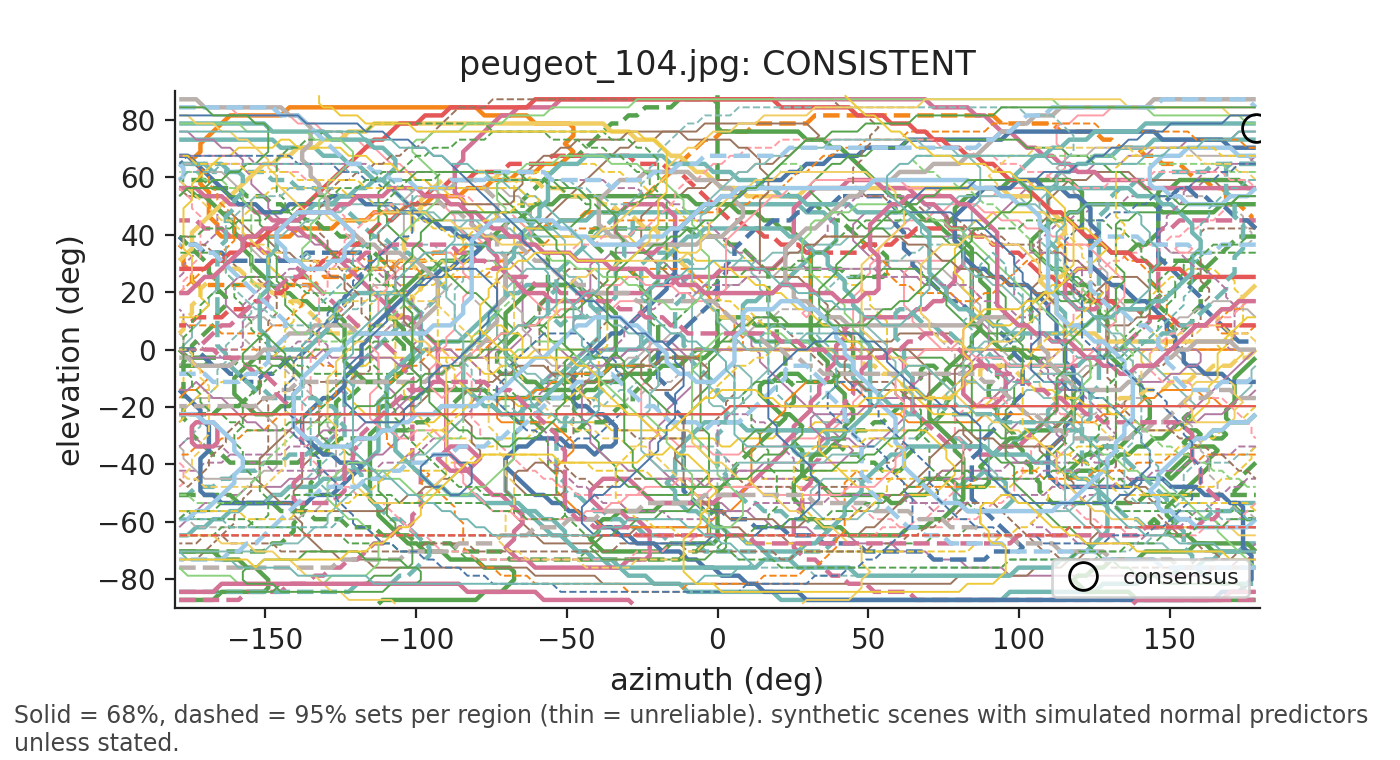 peugeot_104.jpg: CONSISTENT
80
60
40
20
0
−20
−40
−60
−80
elevation (deg)
consensus
−150
−100
−50
0
50
100
150
azimuth (deg)
Solid = 68%, dashed = 95% sets per region (thin = unreliable). synthetic scenes with simulated normal predictors
unless stated.